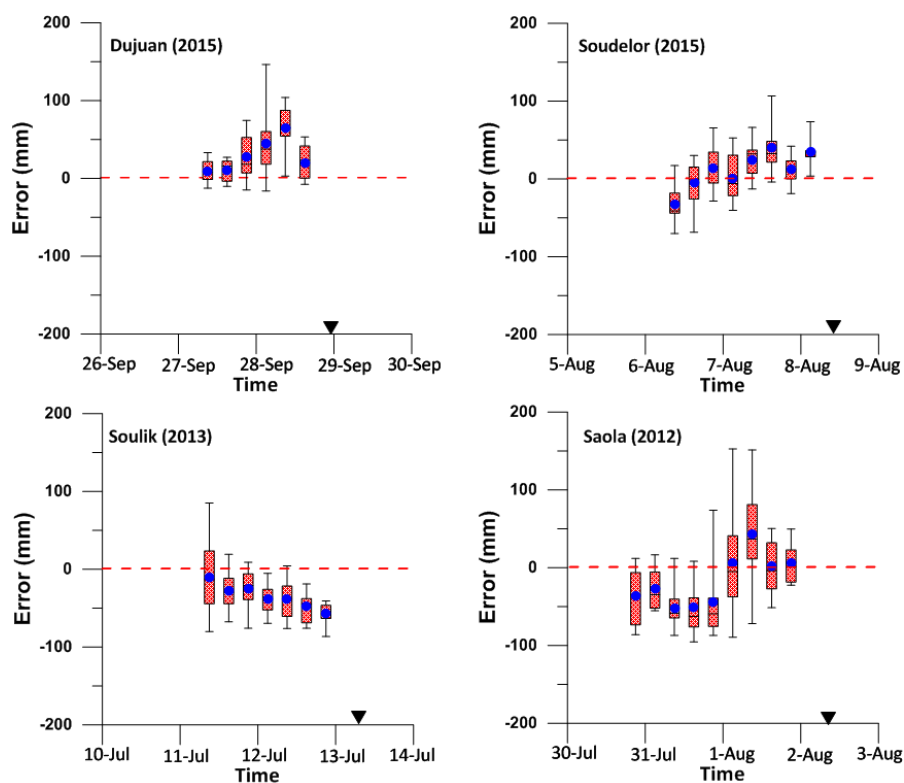 200
Dujuan (2015)
100
0
-100
-200
Error (mm)
26-Sep 27-Sep 28-Sep 29-Sep 30-Sep
Time
200
Soudelor (2015)
100
0
-100
-200
Error (mm)
5-Aug 6-Aug 7-Aug 8-Aug 9-Aug
Time
200
Soulik (2013)
100
0
-100
-200
Error (mm)
10-Jul 11-Jul 12-Jul 13-Jul 14-Jul
Time
200
Saola (2012)
100
0
-100
-200
Error (mm)
30-Jul 31-Jul 1-Aug 2-Aug 3-Aug
Time